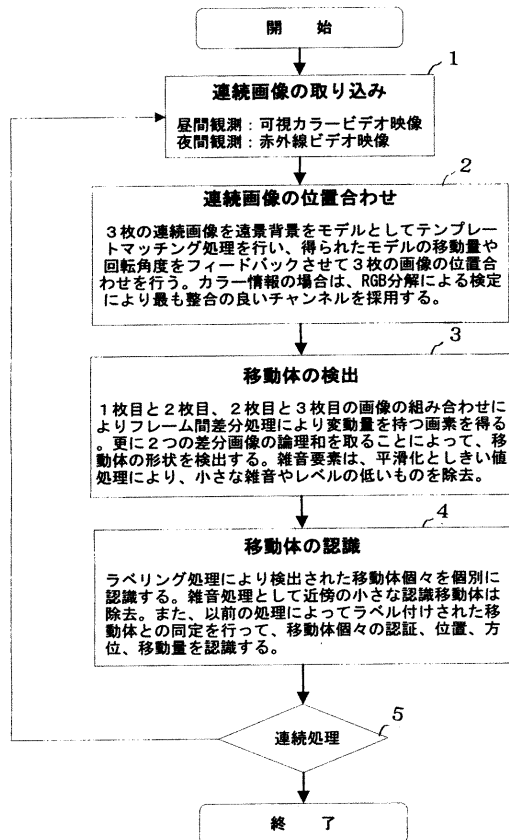 開 始
1
連続画像の取り込み
昼間観測：可視カラービデオ映像
夜間観測：赤外線ビデオ映像
2
連続画像の位置合わせ
３枚の連続画像を遠景背景をモデルとしてテンプレー
トマッチング処理を行い、得られたモデルの移動量や
回転角度をフィードバックさせて３枚の画像の位置合
わせを行う。カラー情報の場合は、RGB分解による検定
により最も整合の良いチャンネルを採用する。
3
移動体の検出
１枚目と２枚目、２枚目と３枚目の画像の組み合わせに
よりフレーム間差分処理により変動量を持つ画素を得る
。更に２つの差分画像の論理和を取ることによって、移
動体の形状を検出する。雑音要素は、平滑化としきい値
処理により、小さな雑音やレベルの低いものを除去。
4
移動体の認識
ラベリング処理により検出された移動体個々を個別に
認識する。雑音処理として近傍の小さな認識移動体は
除去。また、以前の処理によってラベル付けされた移
動体との同定を行って、移動体個々の認証、位置、方
位、移動量を認識する。
5
連続処理
終 了